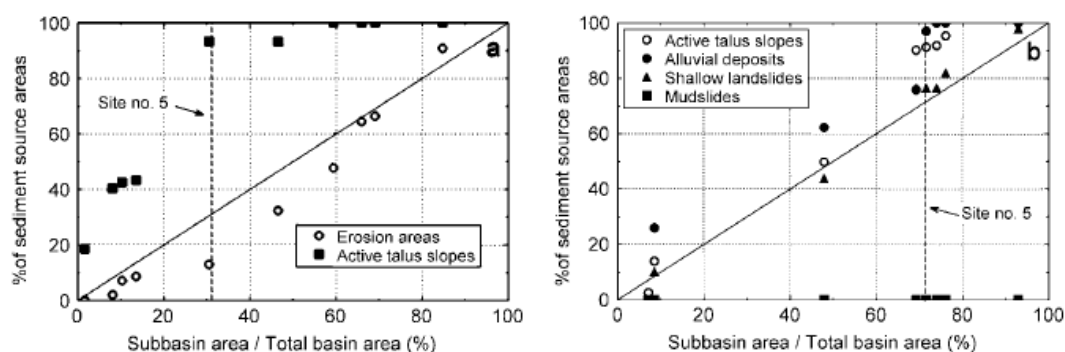 % of sediment source areas
100
80
60
40
20
0
a
Site no. 5
Erosion areas
Active talus slopes
0 20 40 60 80 100
Subbasin area / Total basin area (%)
%of sediment source areas
100
80
60
40
20
0
b
Active talus slopes
Alluvial deposits
Shallow landslides
Mudslides
Site no. 5
0 20 40 60 80 100
Subbasin area / Total basin area (%)